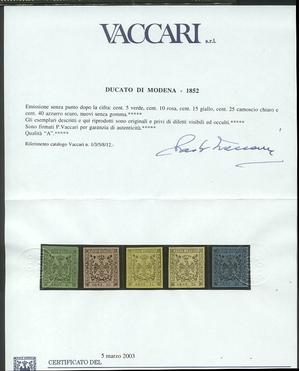 VACCARI s.r.l.
DUCATO DI MODENA - 1852
Emissione senza punto dopo la cifra: cent. 5 verde, cent. 10 rosa, cent. 15 giallo, cent. 25 camoscio chiaro e
cent. 40 azzurro scuro, nuovi senza gomma.*****
Gli esemplari descritti e qui riprodotti sono originali e privi di difetti visibili ed occulti.*****
Sono firmati P.Vaccari per garanzia di autenticità.*****
Qualità "A".*****
Riferimento catalogo Vaccari n. 1/3/5/8/12.-
5 marzo 2003
CERTIFICATO DEL